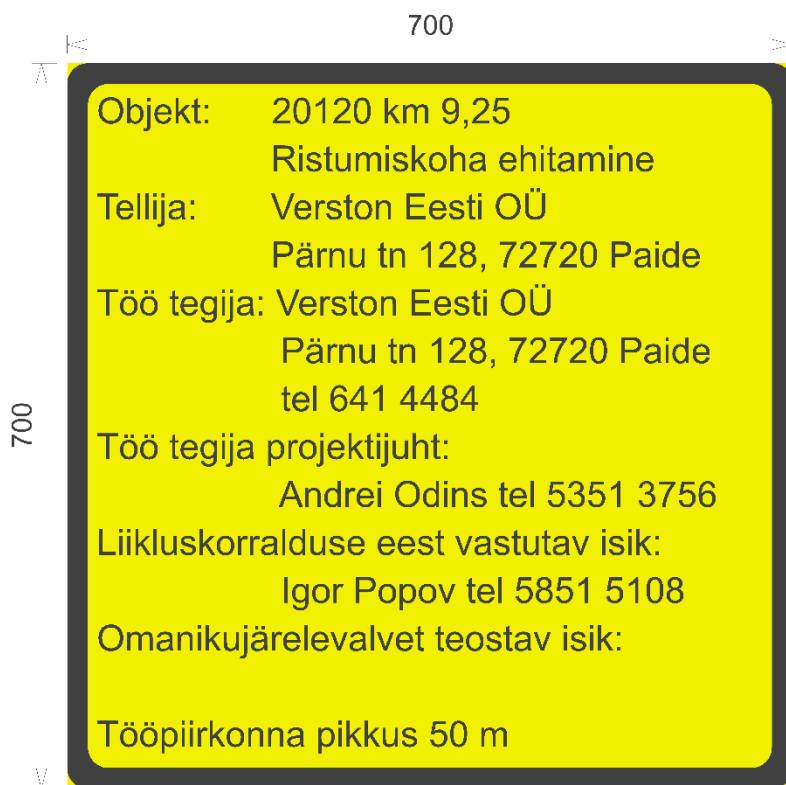 700
700
Objekt: 20120 km 9,25
Ristumiskoha ehitamine
Tellija: Verston Eesti OÜ
Pärnu tn 128, 72720 Paide
Töö tegija: Verston Eesti OÜ
Pärnu tn 128, 72720 Paide
tel 641 4484
Töö tegija projektijuht:
Andrei Odins tel 5351 3756
Liikluskorralduse eest vastutav isik:
Igor Popov tel 5851 5108
Omanikujärelevalvet teostav isik:
Tööpiirkonna pikkus 50 m